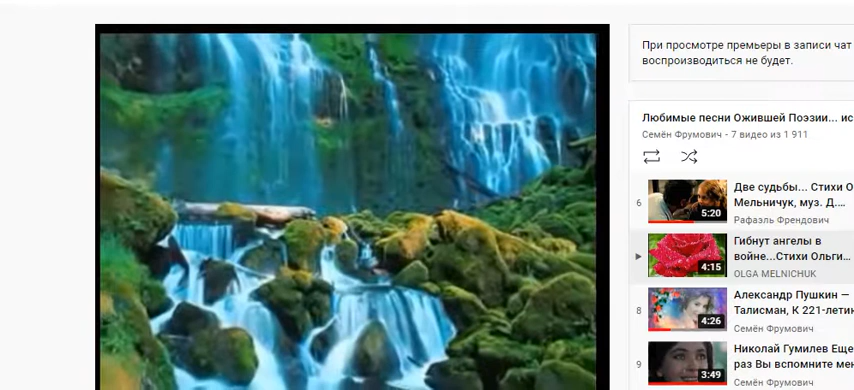 При просмотре премьеры в записи чат
воспроизводиться не будет.
Любимые песни Ожившей Поэзии... ис
Семён Фрумович - 7 видео из 1 911
6
5:20
Две судьбы... Стихи О
Мельничук, муз. Д....
Рафаэль Френдович
4:15
Гибнут ангелы в
войне...Стихи Ольги...
OLGA MELNICHUK
8
4:26
Александр Пушкин —
Талисман, К 221-летик
Семён Фрумович
9
3:49
Николай Гумилев Еще
раз Вы вспомните мен
Семён Фрумович